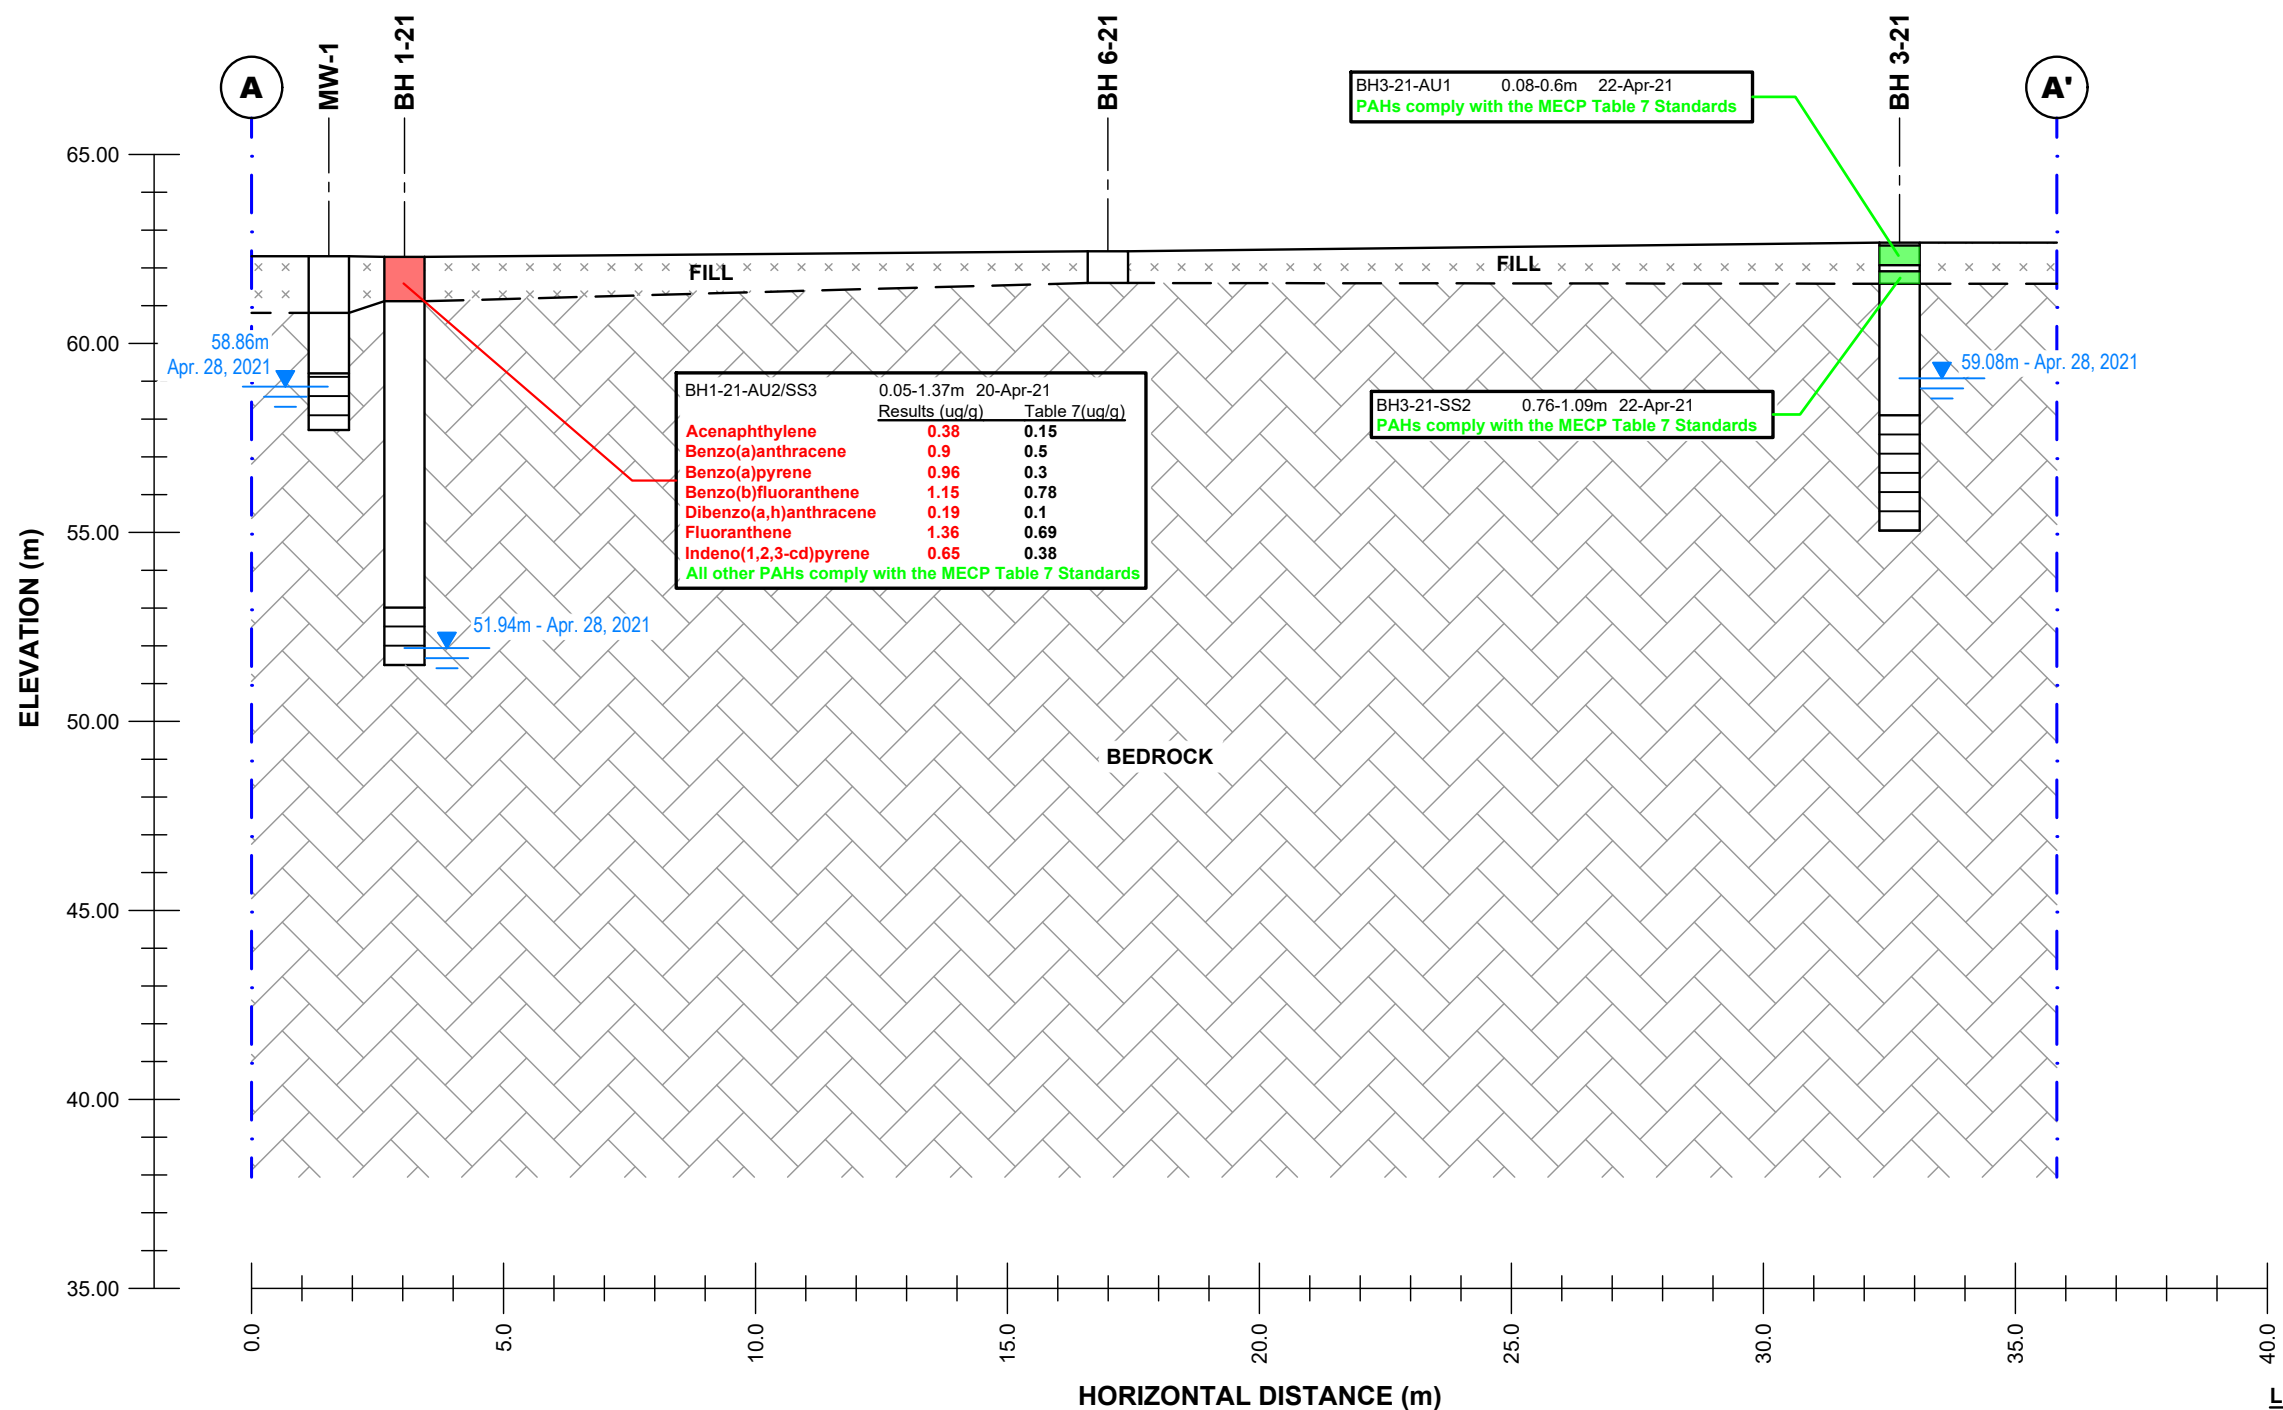 A
MW-1
BH 1-21
BH 6-21
BH 3-21
A'
BH3-21-AU1 0.08-0.6m 22-Apr-21
PAHs comply with the MECP Table 7 Standards
65.00
60.00
55.00
50.00
45.00
40.00
35.00
ELEVATION (m)
FILL
FILL
58.86m
Apr. 28, 2021
59.08m - Apr. 28, 2021
BH1-21-AU2/SS3 0.05-1.37m 20-Apr-21
Results (ug/g) Table 7(ug/g)
Acenaphthylene 0.38 0.15
Benzo(a)anthracene 0.9 0.5
Benzo(a)pyrene 0.96 0.3
Benzo(b)fluoranthene 1.15 0.78
Dibenzo(a,h)anthracene 0.19 0.1
Fluoranthene 1.36 0.69
Indeno(1,2,3-cd)pyrene 0.65 0.38
All other PAHs comply with the MECP Table 7 Standards
BH3-21-SS2 0.76-1.09m 22-Apr-21
PAHs comply with the MECP Table 7 Standards
51.94m - Apr. 28, 2021
BEDROCK
0.0
5.0
10.0
15.0
20.0
25.0
30.0
35.0
40.0
HORIZONTAL DISTANCE (m)
L